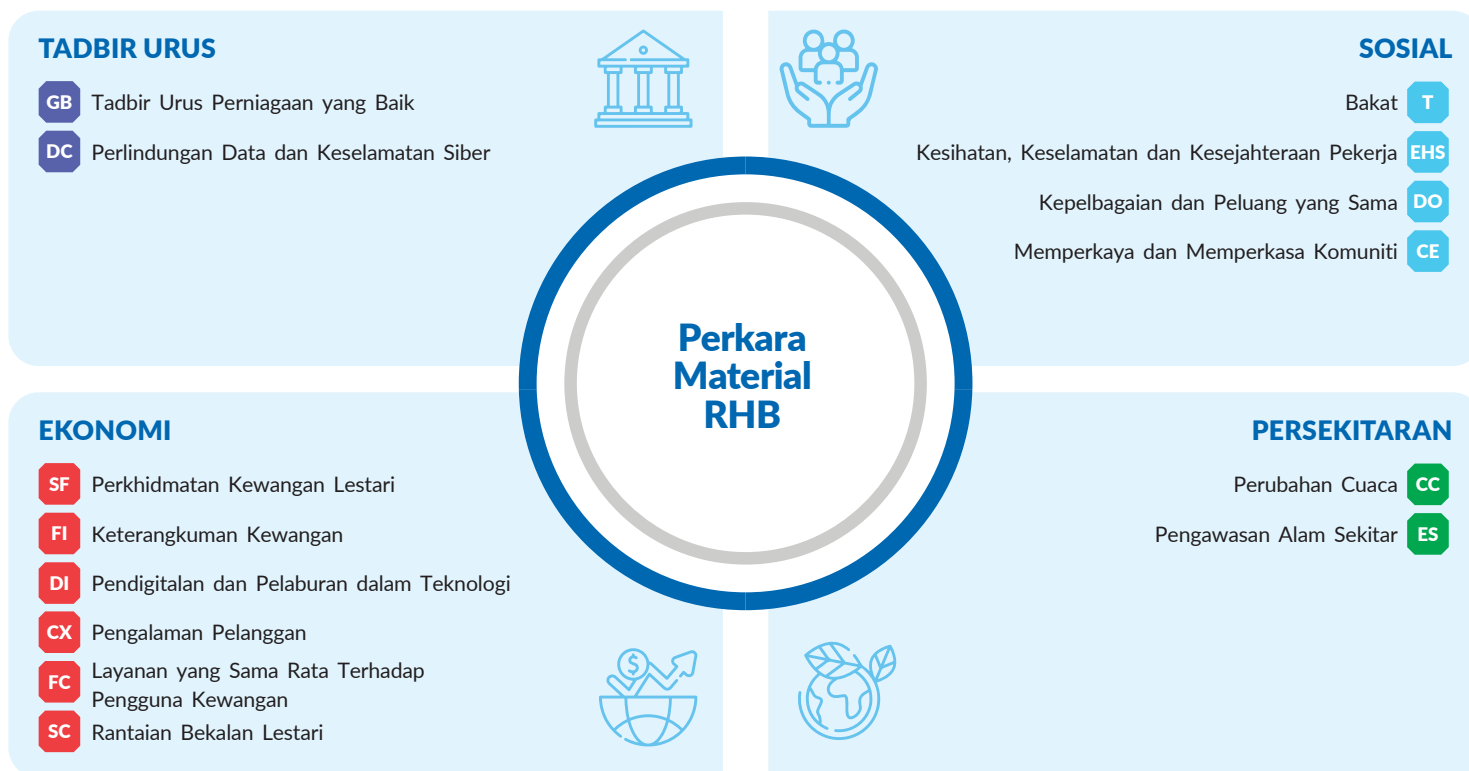 TADBIR URUS
GB Tadbir Urus Perniagaan yang Baik
DC Perlindungan Data dan Keselamatan Siber
SOSIAL
Bakat T
Kesihatan, Keselamatan dan Kesejahteraan Pekerja EHS
Kepelbagaian dan Peluang yang Sama DO
Memperkaya dan Memperkasa Komuniti CE
Perkara
Material
RHB
EKONOMI
SF Perkhidmatan Kewangan Lestari
FI Keterangkuman Kewangan
DI Pendigitalan dan Pelaburan dalam Teknologi
CX Pengalaman Pelanggan
FC Layanan yang Sama Rata Terhadap
Pengguna Kewangan
SC Rantaian Bekalan Lestari
$
PERSEKITARAN
Perubahan Cuaca CC
Pengawasan Alam Sekitar ES